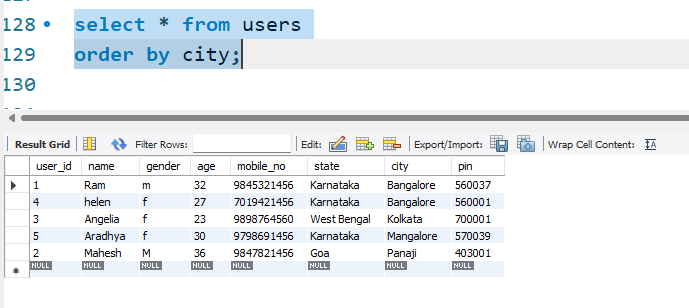 128 select * from users
129 order by city;
130
Result Grid Filter Rows: Edit: Export/Import: Wrap Cell Content:
user_id name gender age mobile_no state city pin
1 Ram m 32 9845321456 Karnataka Bangalore 560037
4 helen f 27 7019421456 Karnataka Bangalore 560001
3 Angelia f 23 9898764560 West Bengal Kolkata 700001
5 Aradhya f 30 9798691456 Karnataka Mangalore 570039
2 Mahesh M 36 9847821456 Goa Panaji 403001
NULL NULL NULL NULL NULL NULL NULL NULL